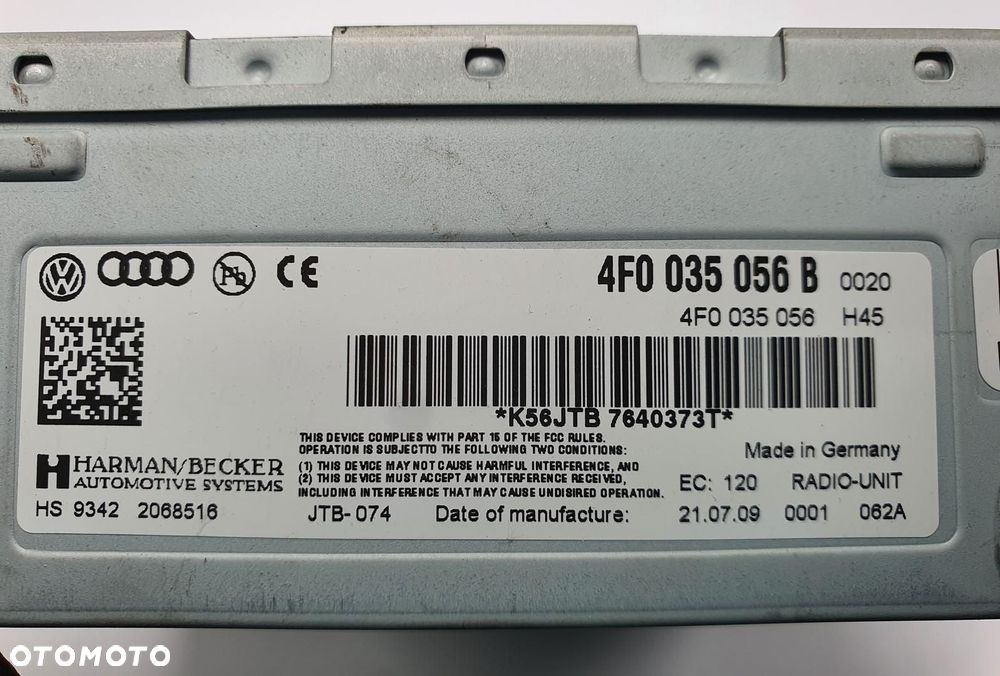 4F0 035 056 B 0020
4F0 035 056 H45
*K56JTB 7640373T*
THIS DEVICE COMPLIES WITH PART 15 OF THE FCC RULES.
OPERATION IS SUBJECTTO THE FOLLOWING TWO CONDITIONS:
(1) THIS DEVICE MAY NOT CAUSE HARMFUL INTERFERENCE, AND
(2) THIS DEVICE MUST ACCEPT ANY INTERFERENCE RECEIVED,
INCLUDING INTERFERENCE THAT MAY CAUSE UNDISIRED OPERATION.
Made in Germany
HARMAN/BECKER
AUTOMOTIVE SYSTEMS
EC: 120 RADIO-UNIT
HS 9342 2068516 JTB-074 Date of manufacture: 21.07.09 0001 062A
OTOMOTO